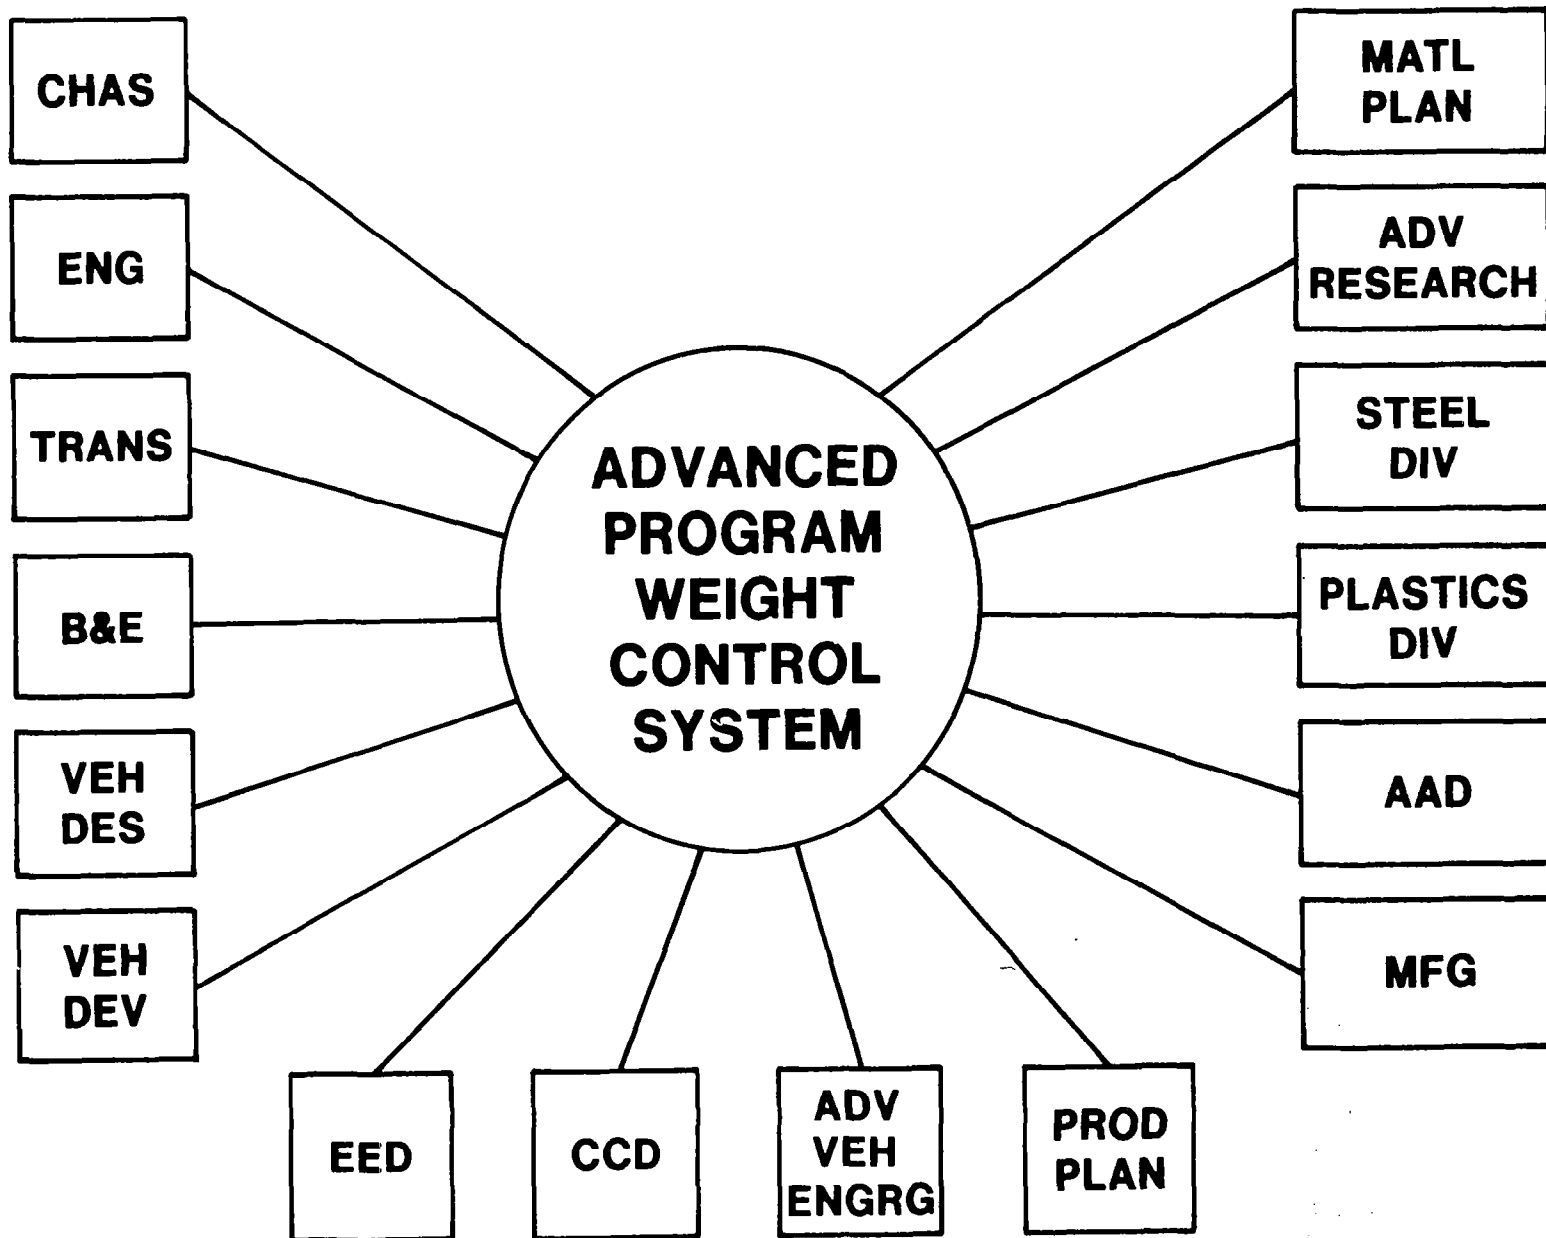 CHAS
ENG
TRANS
B&E
VEH
DES
VEH
DEV
ADVANCED
PROGRAM
WEIGHT
CONTROL
SYSTEM
MATL
PLAN
ADV
RESEARCH
STEEL
DIV
PLASTICS
DIV
AAD
MFG
EED
CCD
ADV
VEH
ENGRG
PROD
PLAN